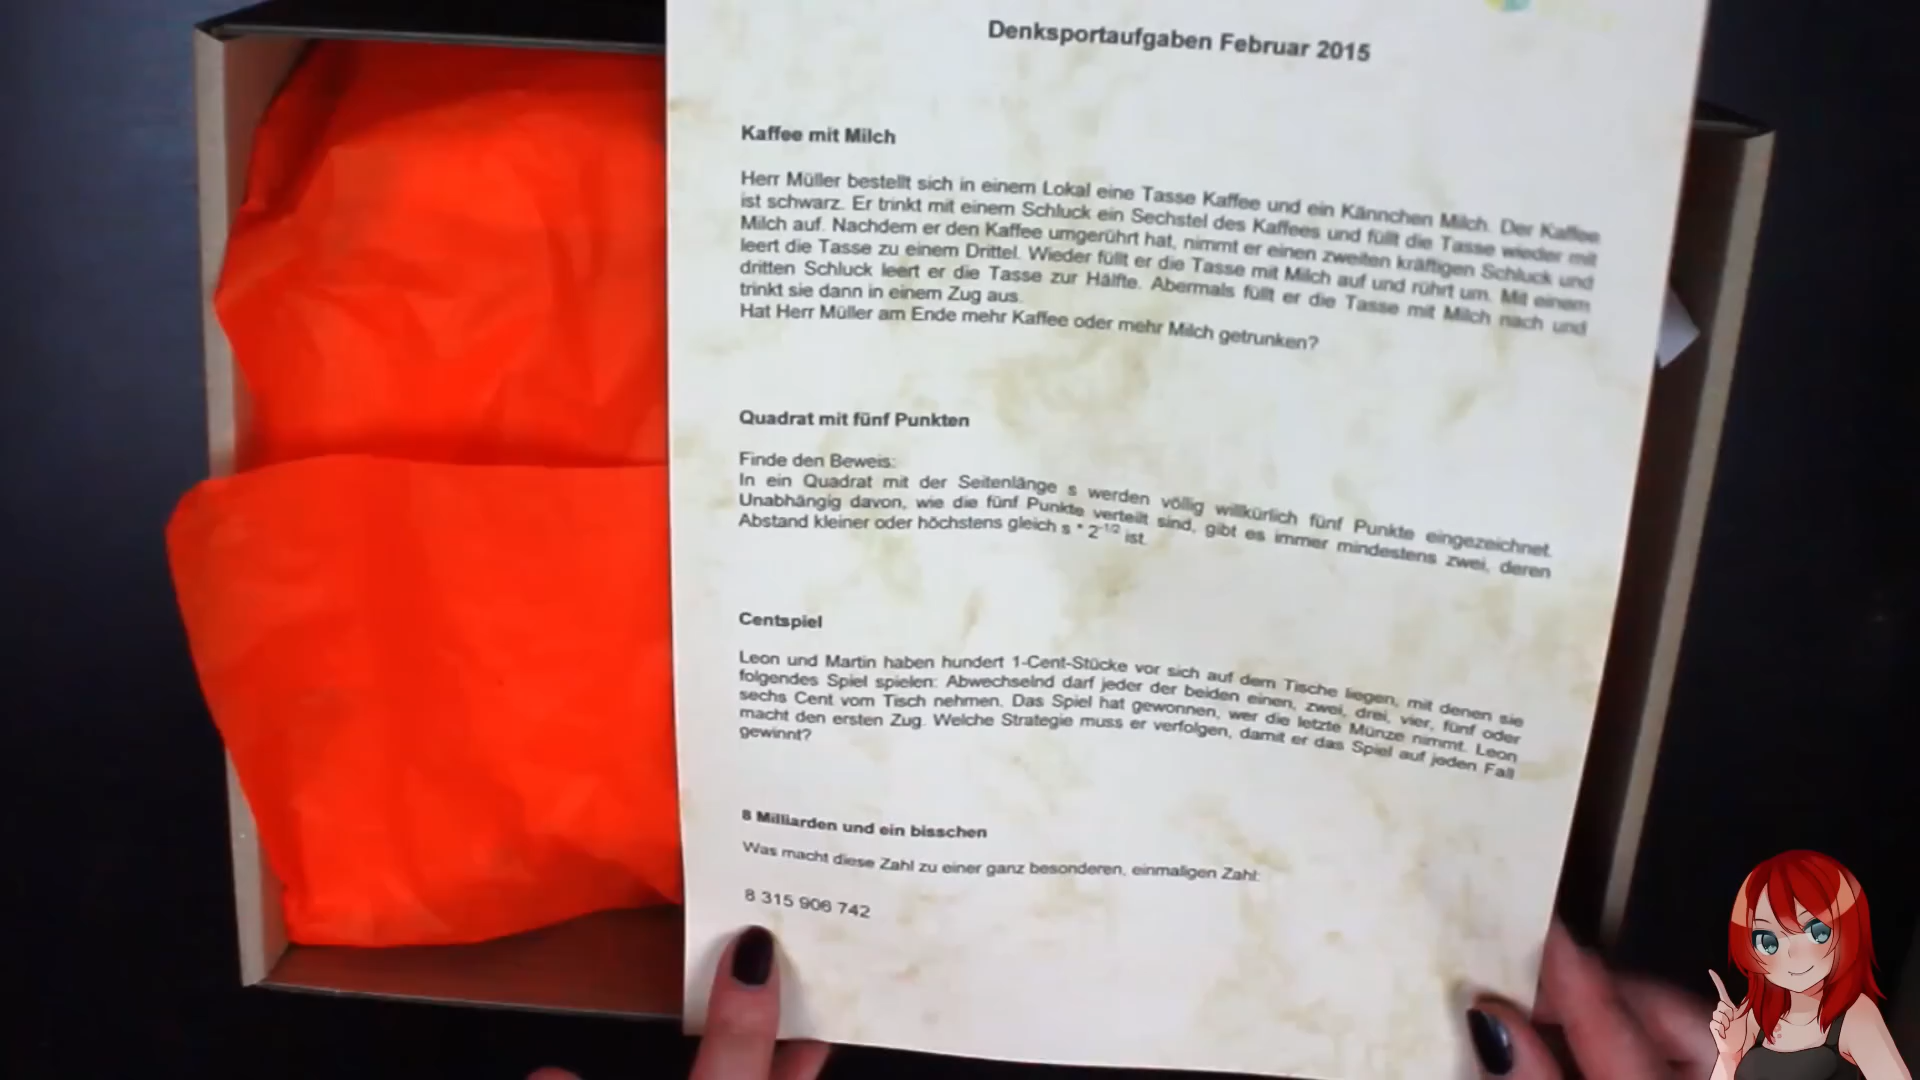 Denksportaufgaben Februar 2015
Kaffee mit Milch
Herr Müller bestellt sich in einem Lokal eine Tasse Kaffee und ein Kännchen Milch. Der Kaffee
ist schwarz. Er trinkt mit einem Schluck ein Sechstel des Kaffees und füllt die Tasse wieder mit
Milch auf. Nachdem er den Kaffee umgerührt hat, nimmt er einen zweiten kräftigen Schluck und
leert die Tasse zu einem Drittel. Wieder füllt er die Tasse mit Milch auf und rührt um. Mit einem
dritten Schluck leert er die Tasse zur Hälfte. Abermals füllt er die Tasse mit Milch nach und
trinkt sie dann in einem Zug aus.
Hat Herr Müller am Ende mehr Kaffee oder mehr Milch getrunken?
Quadrat mit fünf Punkten
Finde den Beweis:
In ein Quadrat mit der Seitenlänge s werden völlig willkürlich fünf Punkte eingezeichnet.
Unabhängig davon, wie die fünf Punkte verteilt sind, gibt es immer mindestens zwei, deren
Abstand kleiner oder höchstens gleich s * 2^-1/2 ist.
Centspiel
Leon und Martin haben hundert 1-Cent-Stücke vor sich auf dem Tische liegen, mit denen sie
folgendes Spiel spielen: Abwechselnd darf jeder der beiden einen, zwei, drei, vier, fünf oder
sechs Cent vom Tisch nehmen. Das Spiel hat gewonnen, wer die letzte Münze nimmt. Leon
macht den ersten Zug. Welche Strategie muss er verfolgen, damit er das Spiel auf jeden Fall
gewinnt?
8 Milliarden und ein bisschen
Was macht diese Zahl zu einer ganz besonderen, einmaligen Zahl:
8 315 906 742